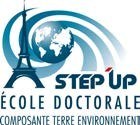 STEP'UP
ÉCOLE DOCTORALE
COMPOSANTE TERRE ENVIRONNEMENT